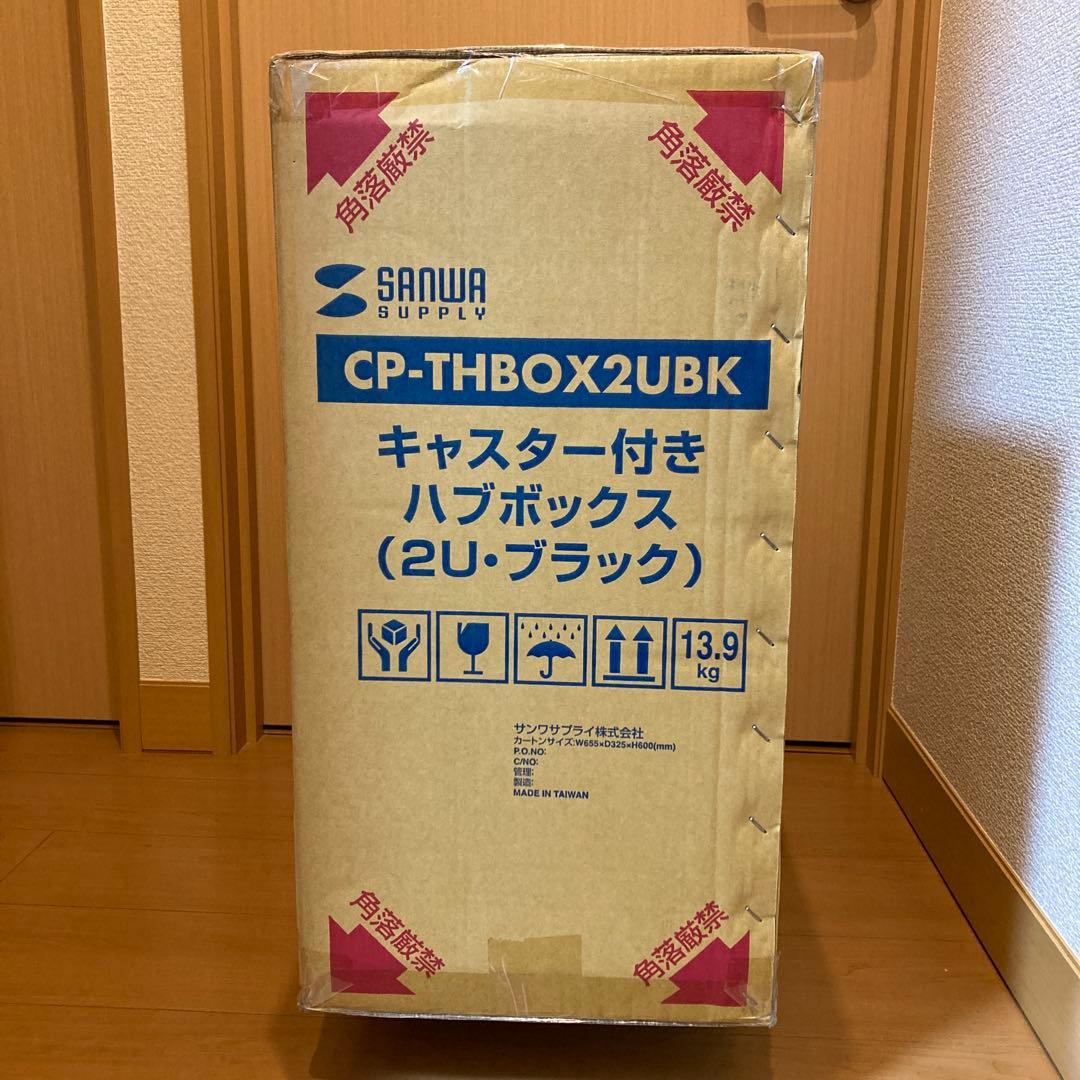 角落厳禁
角落厳禁
SANWA
SUPPLY
CP-THBOX2UBK
キャスター付き
ハブボックス
(2U・ブラック)
13.9
kg
サンワサプライ株式会社
カートンサイズ:W655×D325×H600(mm)
P.O.NO:
C/NO:
管理:
製造:
MADE IN TAIWAN
角落厳禁
角落厳禁